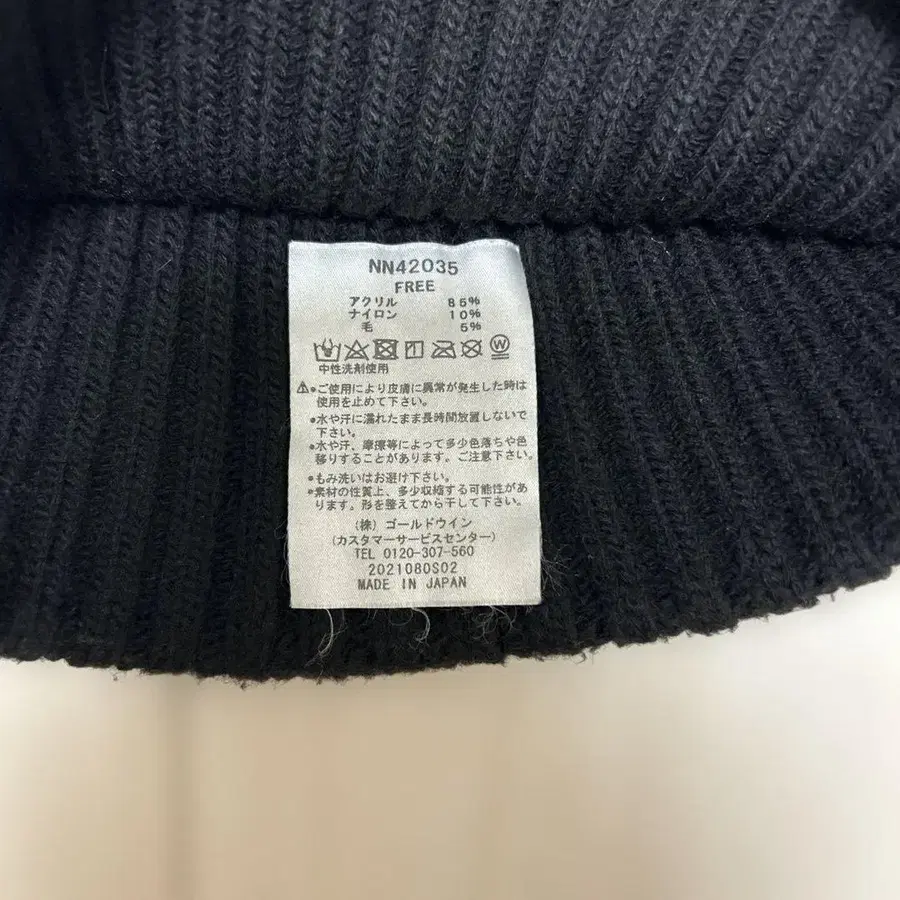 NN42035
FREE
アクリル 85%
ナイロン 10%
毛 5%
中性洗剤使用
⚠•ご使用により皮膚に異常が発生した時は
使用を止めて下さい。
•水や汗に濡れたまま長時間放置しないで
下さい。
•水や汗、摩擦等によって多少色落ちや色
移りすることがあります。ご注意下さい。
•もみ洗いはお避け下さい。
•素材の性質上、多少収縮する可能性があ
ります。形を整えてから干して下さい。
(株) ゴールドウイン
(カスタマーサービスセンター)
TEL 0120-307-560
2021080S02
MADE IN JAPAN